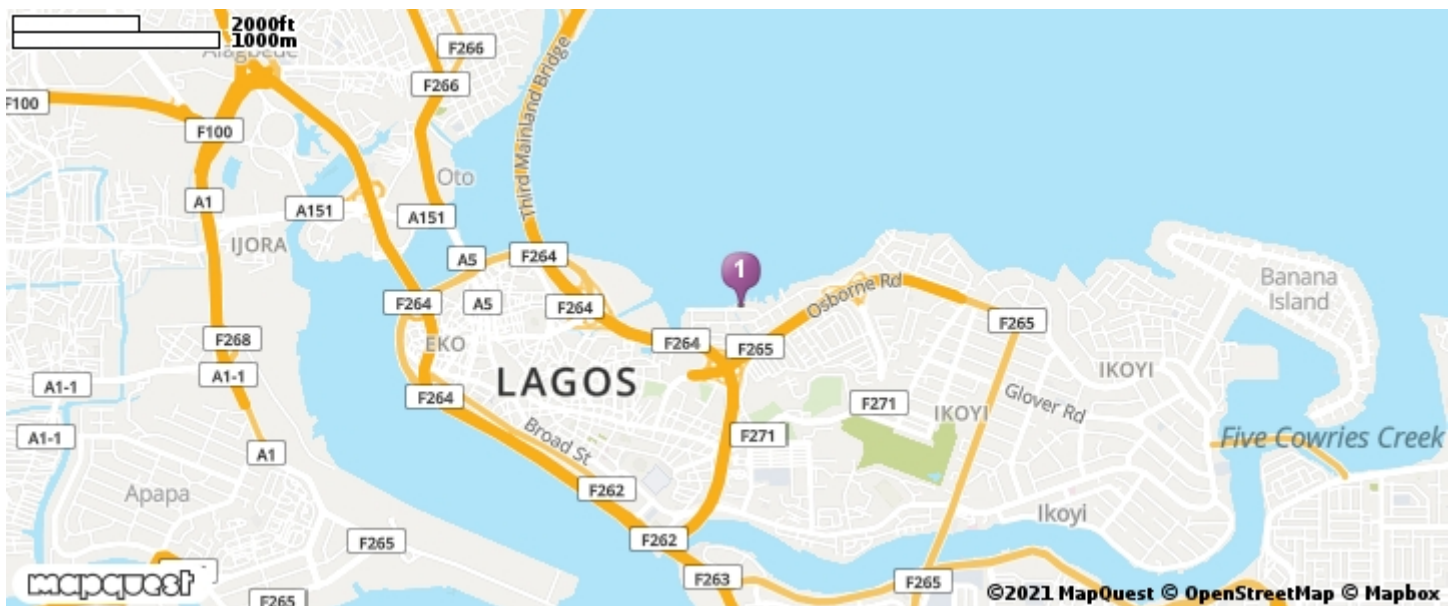 2000ft
1000m
Alagbede
F100
F100
A1
A151
IJORA
F266
F266
Oto
A151
Third Mainland Bridge
A5
F264
A5
F264
F264
EKO
LAGOS
F264
F268
A1-1
A1-1
A1-1
A1
Apapa
F264
Broad St
F262
F262
F263
1
F264
F265
Osborne Rd
F265
F271
F271
IKOYI
IKOYI
Glover Rd
Ikoyi
Banana
Island
Five Cowries Creek
F265
F265
F265
mapquest
©2021 MapQuest © OpenStreetMap © Mapbox